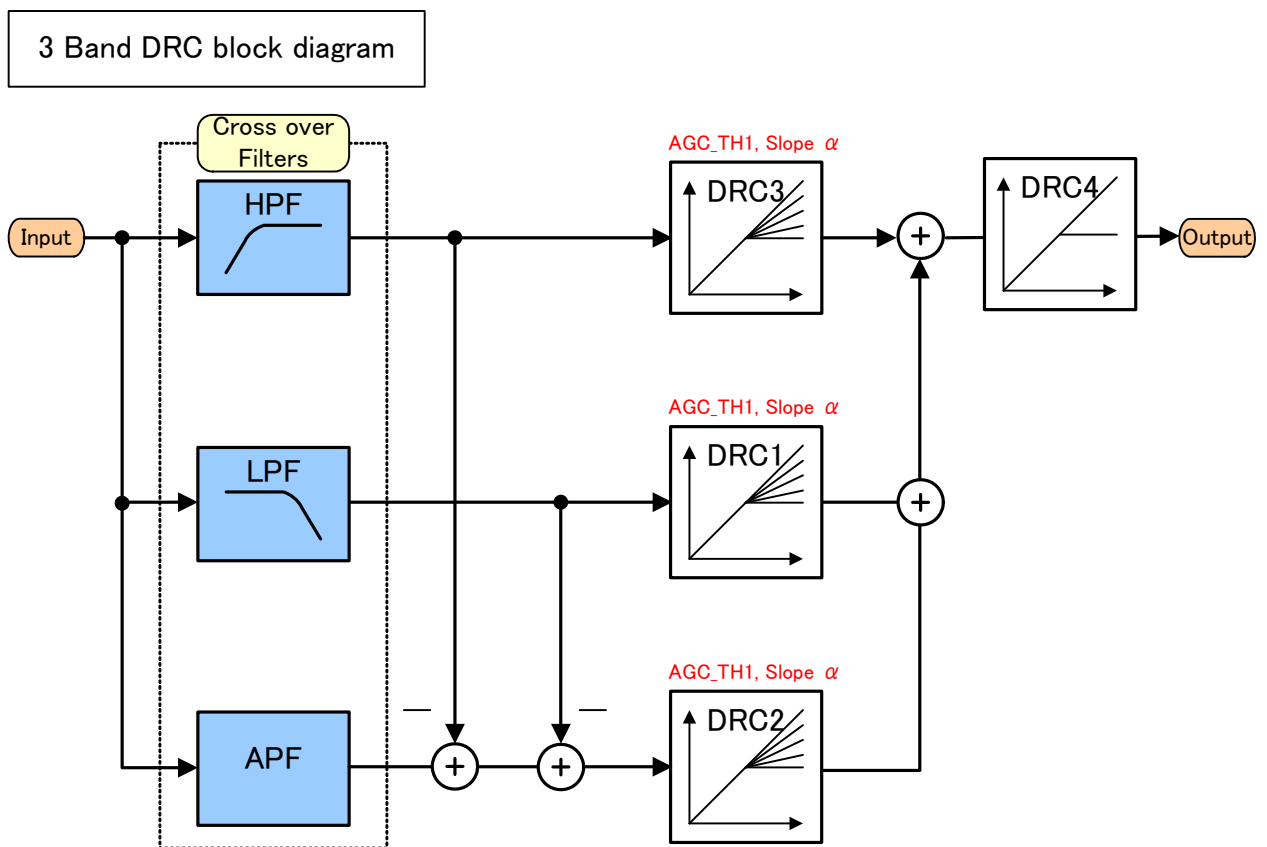 3 Band DRC block diagram
Cross over
Filters
Input
HPF
AGC_TH1, Slope α
DRC3
+
DRC4
Output
LPF
AGC_TH1, Slope α
DRC1
+
APF
—
+
—
+
AGC_TH1, Slope α
DRC2